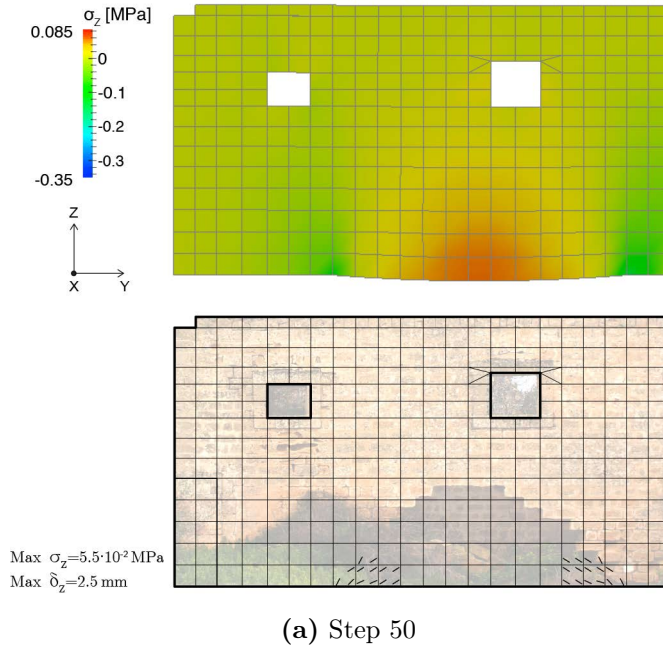 σz [MPa]
0.085
0
-0.1
-0.2
-0.3
-0.35
Z
X
Y
Max σz=5.5·10-2 MPa
Max δ̃z=2.5 mm
(a) Step 50